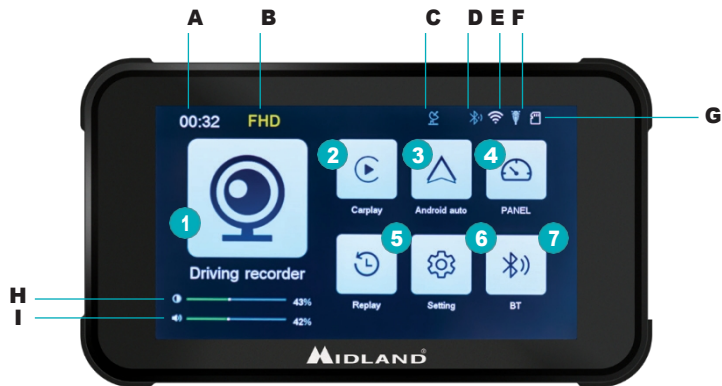 A B C D E F
G
00:32 FHD
2 3 4
1
Carplay Android auto PANEL
5 6 7
Driving recorder
Replay Setting BT
H 43%
I 42%
MIDLAND®